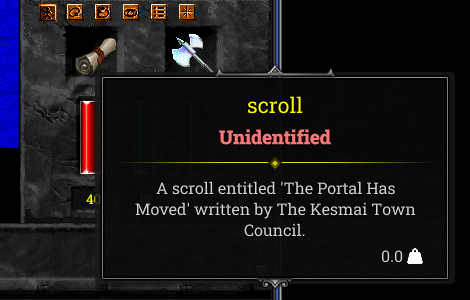 scroll
Unidentified
A scroll entitled 'The Portal Has
Moved' written by The Kesmai Town
Council.
0.0